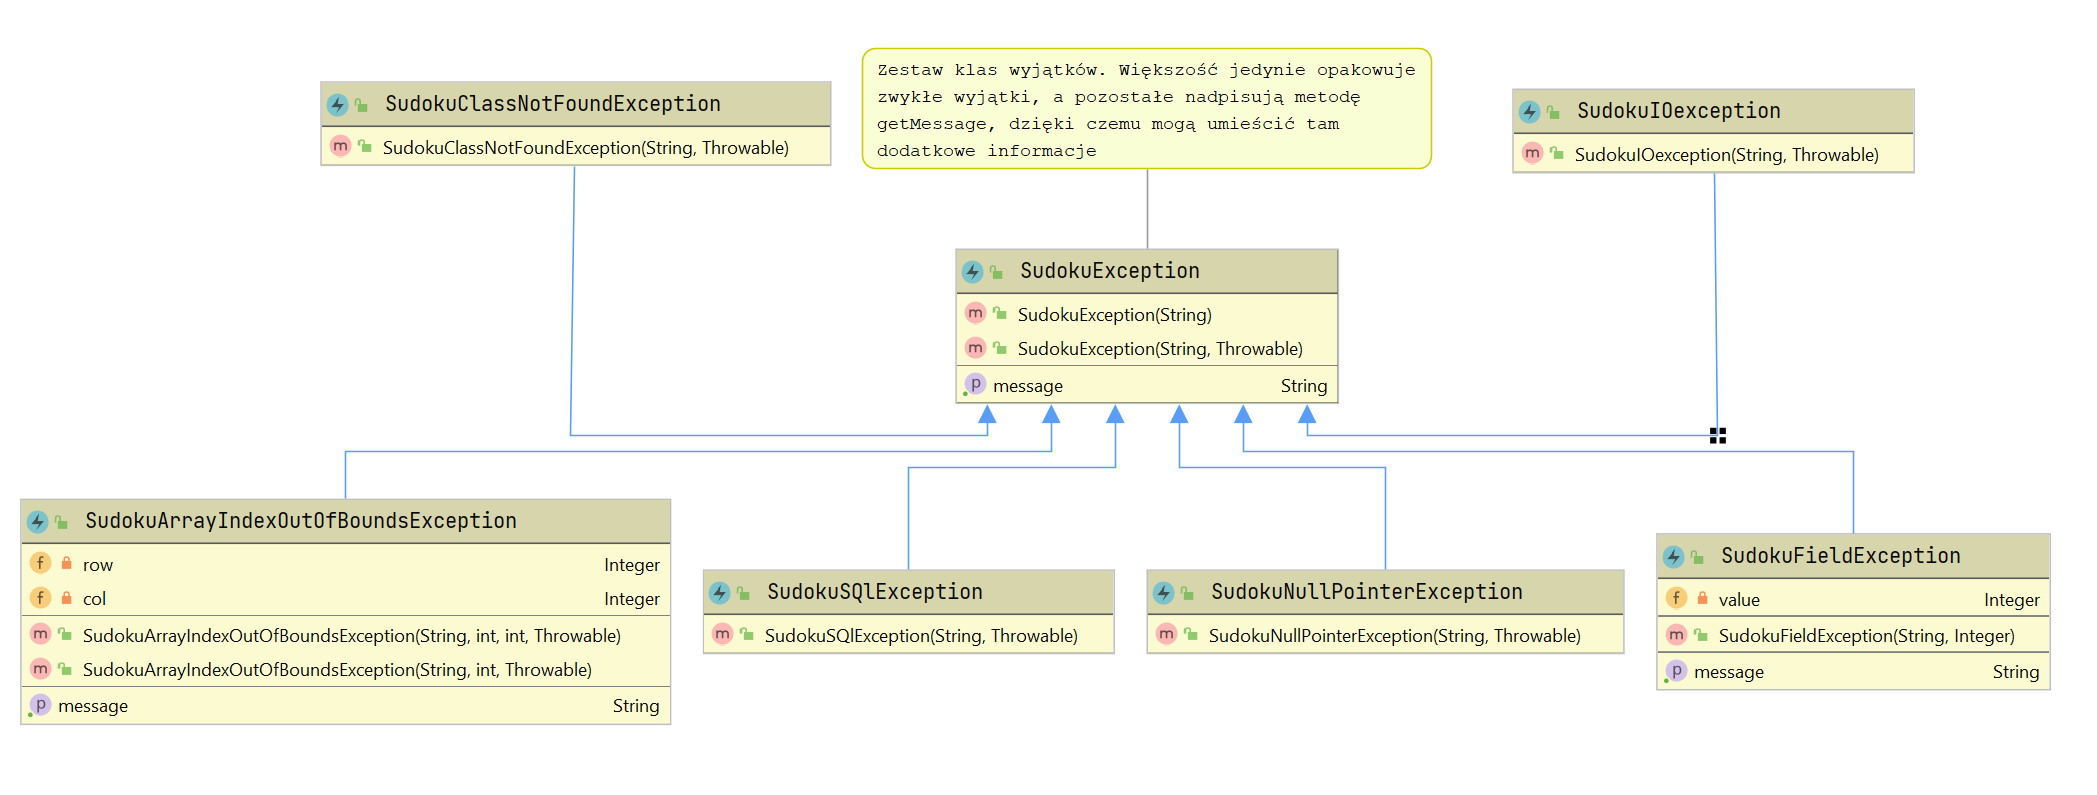 SudokuClassNotFoundException
m SudokuClassNotFoundException(String, Throwable)
Zestaw klas wyjątków. Większość jedynie opakowuje
zwykłe wyjątki, a pozostałe nadpisują metodę
getMessage, dzięki czemu mogą umieścić tam
dodatkowe informacje
SudokuIOexception
m SudokuIOexception(String, Throwable)
SudokuException
m SudokuException(String)
m SudokuException(String, Throwable)
p message String
SudokuArrayIndexOutOfBoundsException
f row Integer
f col Integer
m SudokuArrayIndexOutOfBoundsException(String, int, int, Throwable)
m SudokuArrayIndexOutOfBoundsException(String, int, Throwable)
p message String
SudokuSQlException
m SudokuSQlException(String, Throwable)
SudokuNullPointerException
m SudokuNullPointerException(String, Throwable)
SudokuFieldException
f value Integer
m SudokuFieldException(String, Integer)
p message String